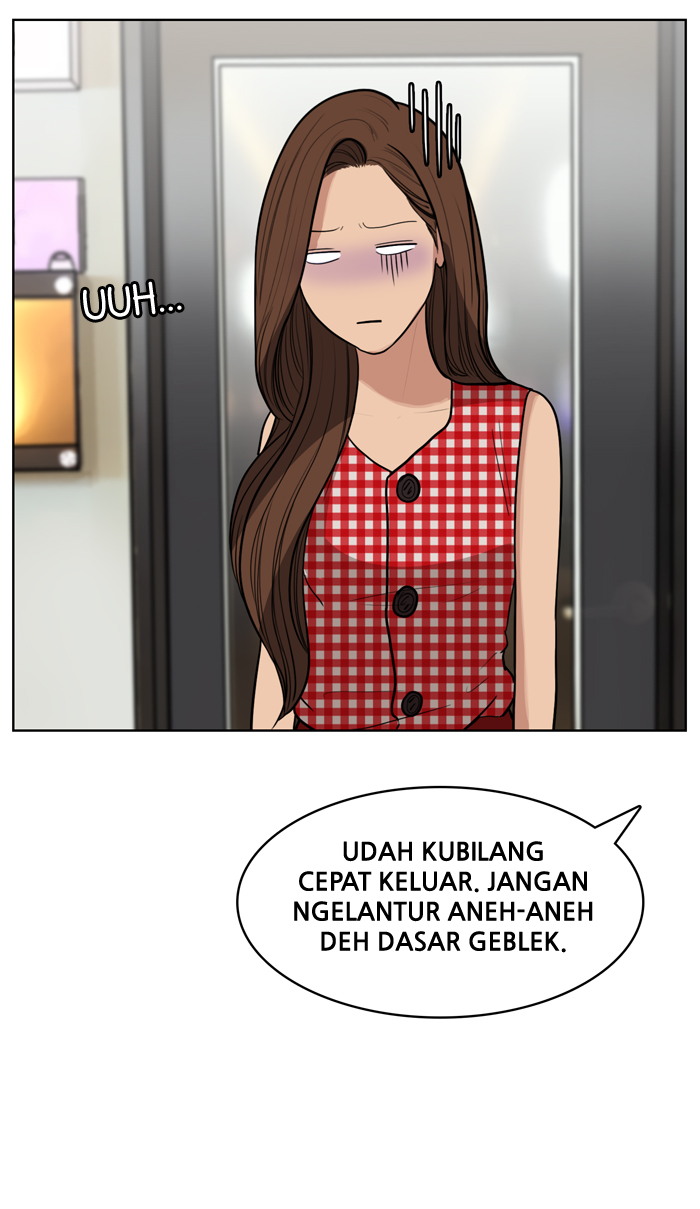 UUH...
UDAH KUBILANG
CEPAT KELUAR. JANGAN
NGELANTUR ANEH-ANEH
DEH DASAR GEBLEK.